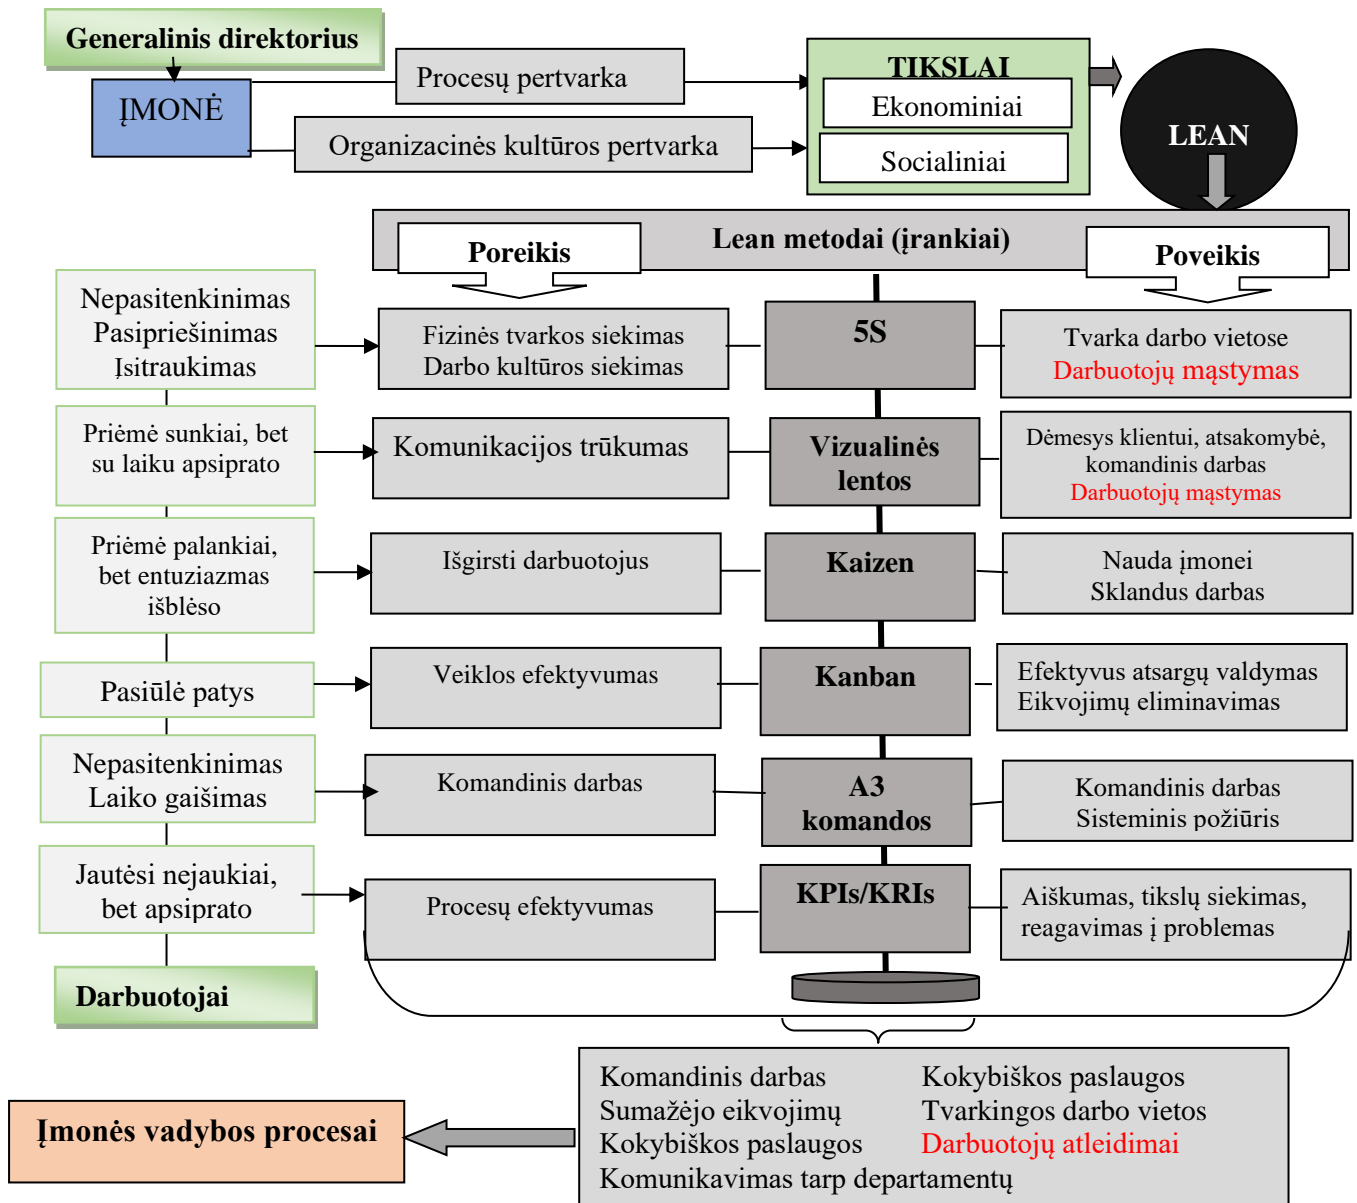 Generalinis direktorius
ĮMONĖ
Procesų pertvarka
Organizacinės kultūros pertvarka
TIKSLAI
Ekonominiai
Socialiniai
LEAN
Poreikis
Lean metodai (įrankiai)
Poveikis
Nepasitenkinimas
Pasipriešinimas
Įsitraukimas
Fizinės tvarkos siekimas
Darbo kultūros siekimas
5S
Tvarka darbo vietose
Darbuotojų mąstymas
Priėmė sunkiai, bet
su laiku apsiprato
Komunikacijos trūkumas
Vizualinės
lentos
Dėmesys klientui, atsakomybė,
komandinis darbas
Darbuotojų mąstymas
Priėmė palankiai,
bet entuziazmas
išblėso
Išgirsti darbuotojus
Kaizen
Nauda įmonei
Sklandus darbas
Pasiūlė patys
Veiklos efektyvumas
Kanban
Efektyvus atsargų valdymas
Eikvojimų eliminavimas
Nepasitenkinimas
Laiko gaišimas
Komandinis darbas
A3
komandos
Komandinis darbas
Sisteminis požiūris
Jautėsi nejaukiai,
bet apsiprato
Procesų efektyvumas
KPIs/KRIs
Aiškumas, tikslų siekimas,
reagavimas į problemas
Darbuotojai
Komandinis darbas
Sumažėjo eikvojimų
Kokybiškos paslaugos
Komunikavimas tarp departamentų
Kokybiškos paslaugos
Tvarkingos darbo vietos
Darbuotojų atleidimai
Įmonės vadybos procesai